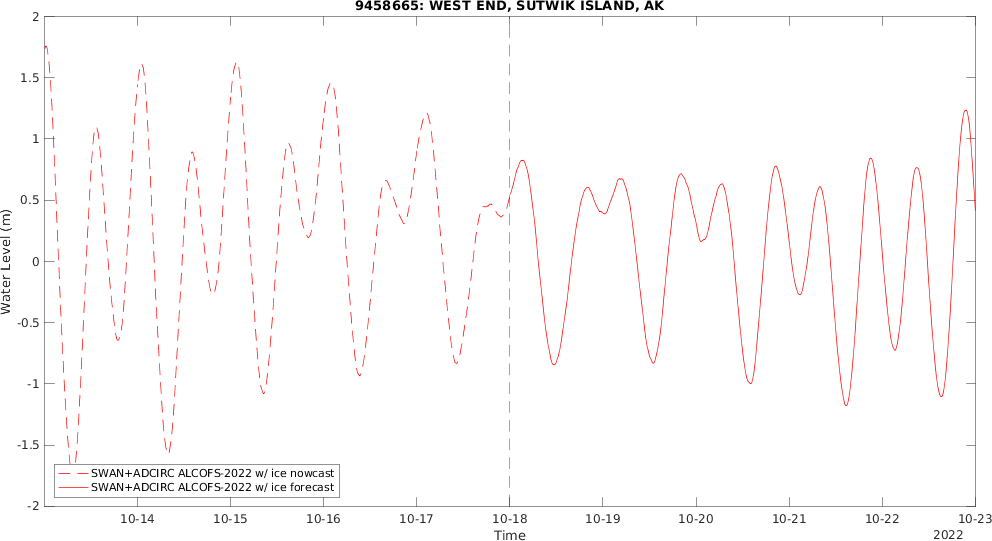 9458665: WEST END, SUTWIK ISLAND, AK
2
1.5
1
0.5
0
-0.5
-1
-1.5
-2
Water Level (m)
SWAN+ADCIRC ALCOFS-2022 w/ ice nowcast
SWAN+ADCIRC ALCOFS-2022 w/ ice forecast
10-14 10-15 10-16 10-17 10-18 10-19 10-20 10-21 10-22 10-23
Time
2022